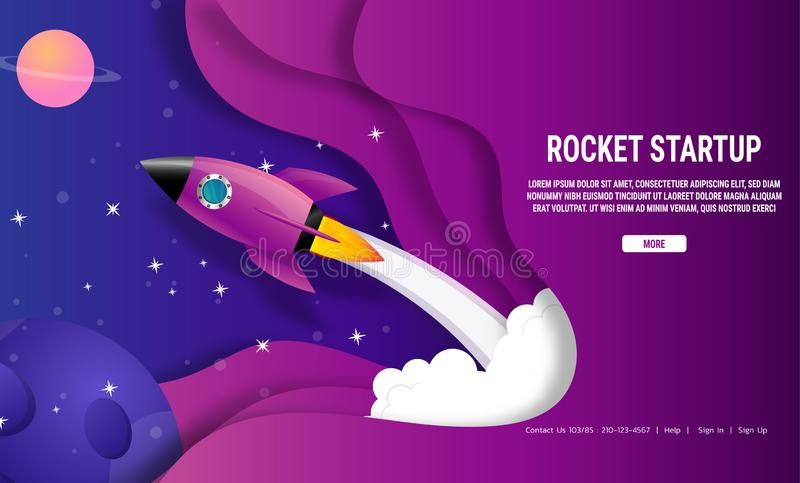 ROCKET STARTUP
LOREM IPSUM DOLOR SIT AMET, CONSECTETUER ADIPISCING ELIT, SED DIAM
NONUMMY NIBH EUISMOD TINCIDUNT UT LAOREET DOLORE MAGNA ALIQUAM
ERAT VOLUTPAT. UT WISI ENIM AD MINIM VENIAM, QUIS NOSTRUD EXERCI
MORE
dreamstime
Contact Us 103/85 : 210-123-4567 | Help | Sign In | Sign Up